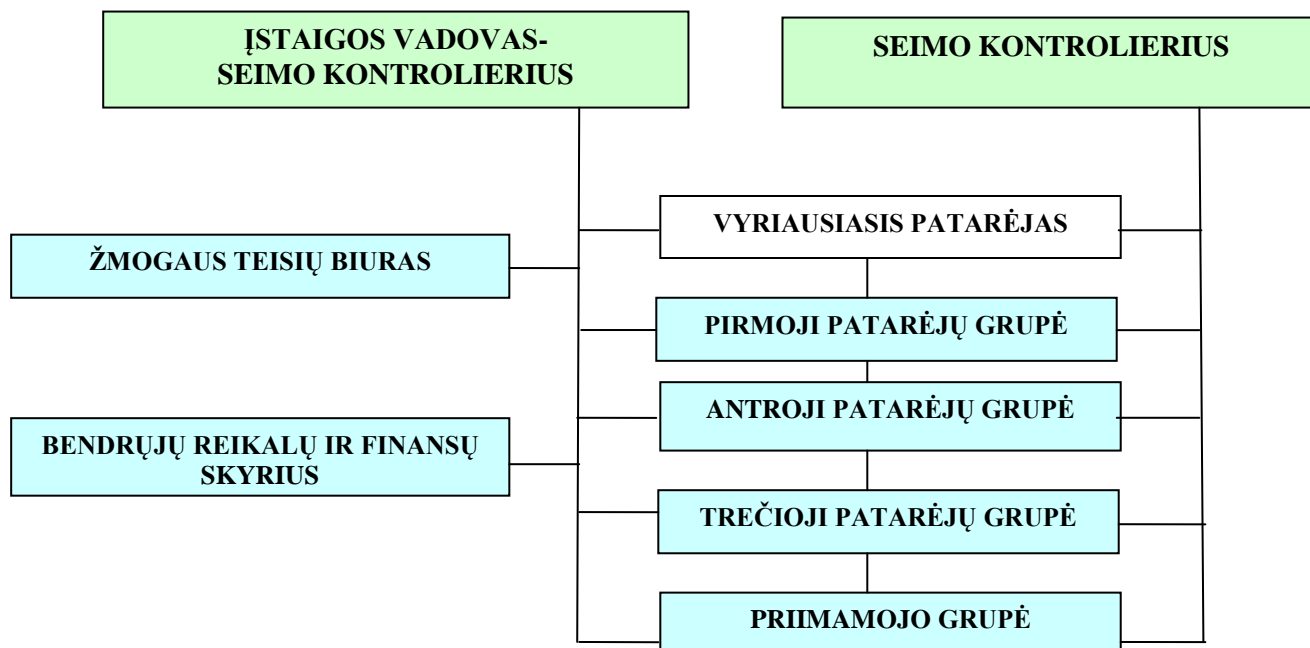 ĮSTAIGOS VADOVAS-
SEIMO KONTROLIERIUS
SEIMO KONTROLIERIUS
VYRIAUSIASIS PATARĖJAS
ŽMOGAUS TEISIŲ BIURAS
PIRMOJI PATARĖJŲ GRUPĖ
ANTROJI PATARĖJŲ GRUPĖ
BENDRŲJŲ REIKALŲ IR FINANSŲ
SKYRIUS
TREČIOJI PATARĖJŲ GRUPĖ
PRIIMAMOJO GRUPĖ